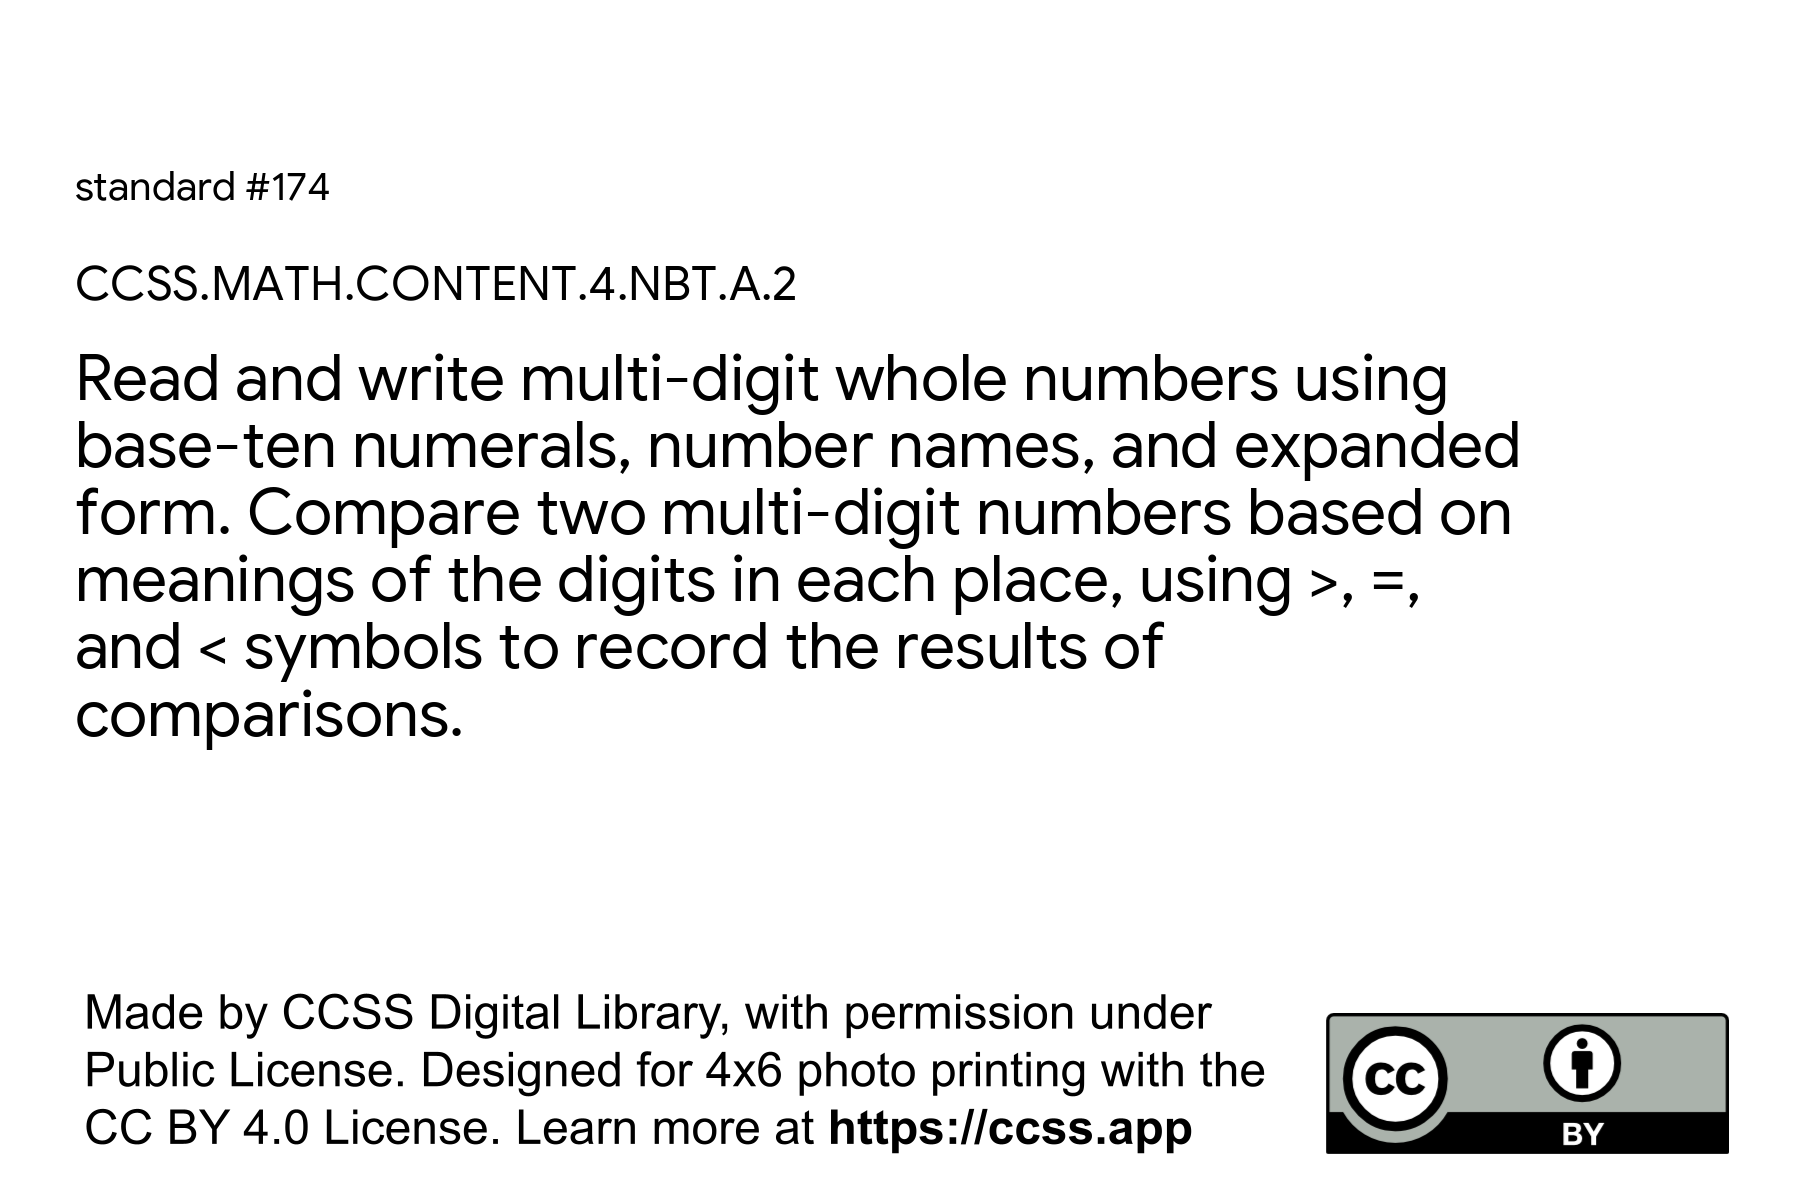 standard #174
CCSS.MATH.CONTENT.4.NBT.A.2
Read and write multi-digit whole numbers using
base-ten numerals, number names, and expanded
form. Compare two multi-digit numbers based on
meanings of the digits in each place, using >, =,
and < symbols to record the results of
comparisons.
Made by CCSS Digital Library, with permission under
Public License. Designed for 4x6 photo printing with the
CC BY 4.0 License. Learn more at https://ccss.app
CC
BY